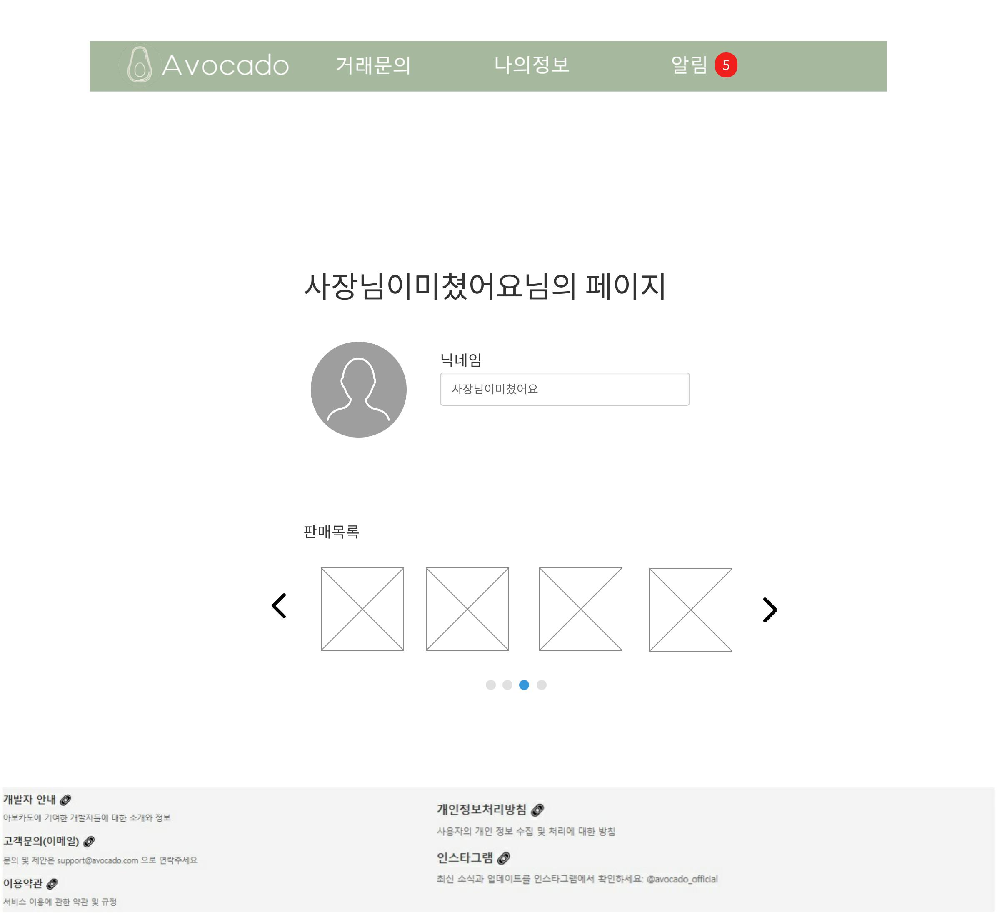 Avocado 거래문의 나의정보 알림 5
사장님이미쳤어요님의 페이지
닉네임
사장님이미쳤어요
판매목록
개발자 안내
아보카도에 기여한 개발자들에 대한 소개와 정보
고객문의(이메일)
문의 및 제안은 support@avocado.com 으로 연락주세요
이용약관
서비스 이용에 관한 약관 및 규정
개인정보처리방침
사용자의 개인 정보 수집 및 처리에 대한 방침
인스타그램
최신 소식과 업데이트를 인스타그램에서 확인하세요: @avocado_official